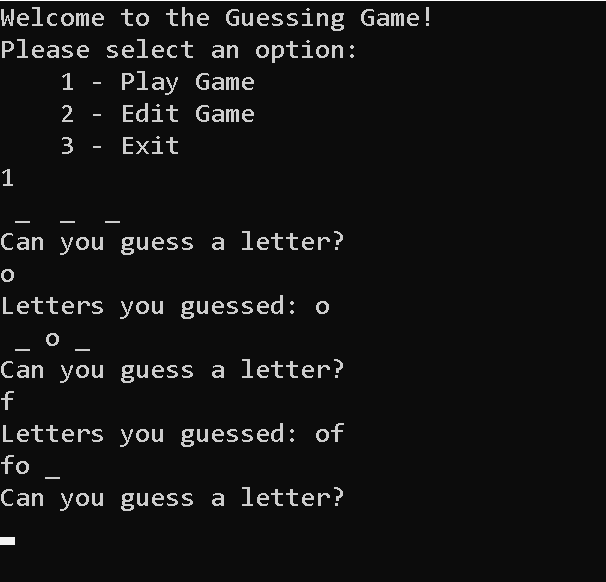 Welcome to the Guessing Game!
Please select an option:
    1 - Play Game
    2 - Edit Game
    3 - Exit
1
 _  _  _
Can you guess a letter?
o
Letters you guessed: o
 _ o _
Can you guess a letter?
f
Letters you guessed: of
fo _
Can you guess a letter?